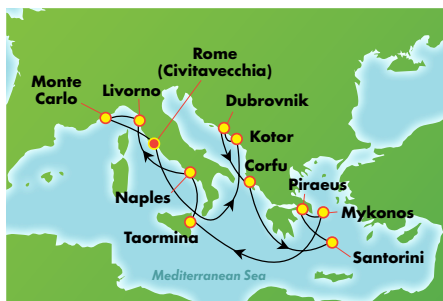 Rome
(Civitavecchia)
Monte
Carlo
Livorno
Dubrovnik
Kotor
Corfu
Naples
Piraeus
Mykonos
Taormina
Santorini
Mediterranean Sea